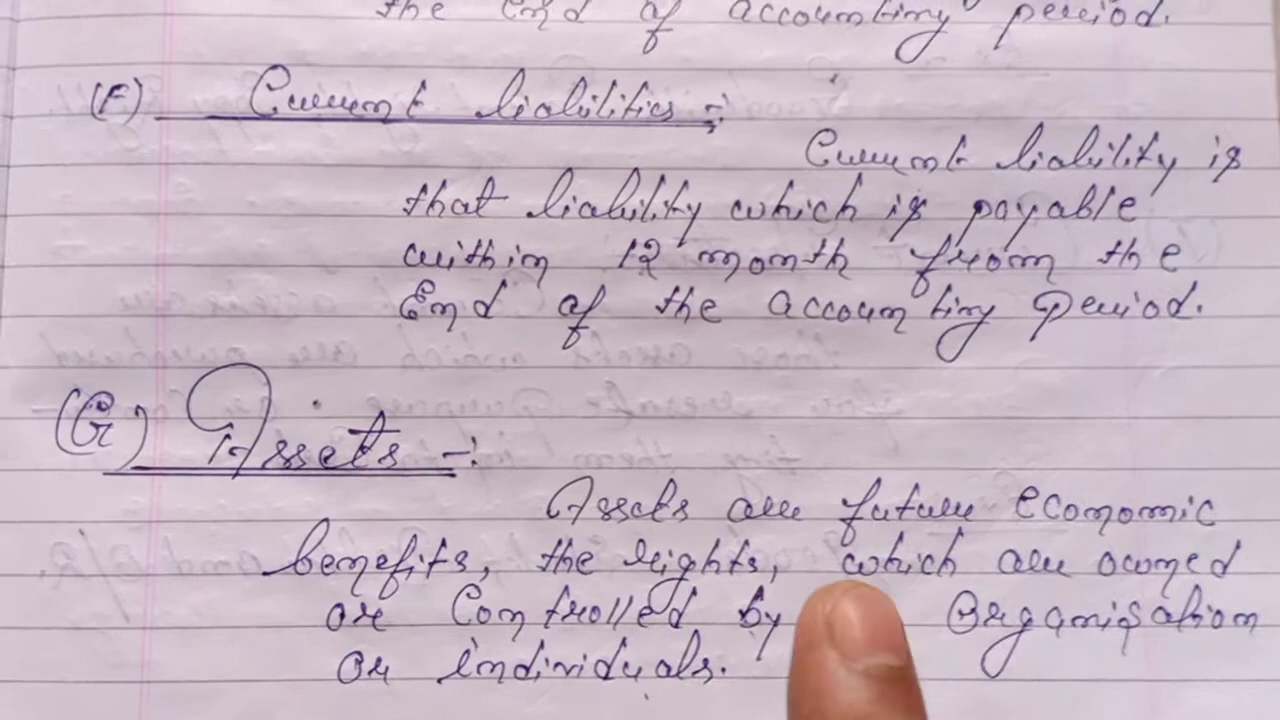 the End of accounting period.
(F) Current liabilities :-
Current liability is
that liability which is payable
within 12 month from the
End of the accounting period.
(G) Assets :-
Assets are future economic
benefits, the rights, which are owned
or Controlled by Organisation
or individuals.